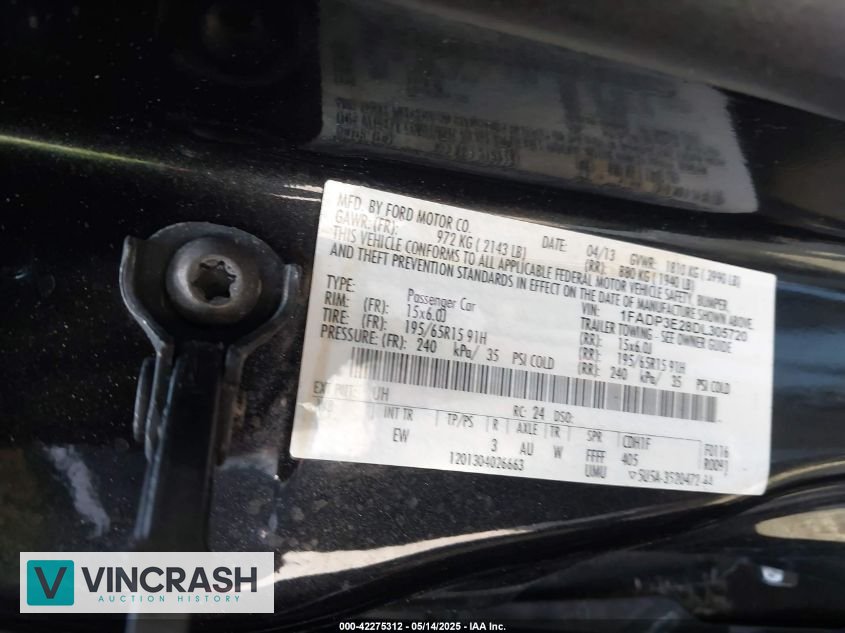 MFD. BY FORD MOTOR CO. DATE: 04/13 GVWR: 1810 KG ( 3990 LB)
GAWR: (FR): 972 KG ( 2143 LB) (RR): 880 KG ( 1940 LB)
THIS VEHICLE CONFORMS TO ALL APPLICABLE FEDERAL MOTOR VEHICLE SAFETY, BUMPER,
AND THEFT PREVENTION STANDARDS IN EFFECT ON THE DATE OF MANUFACTURE SHOWN ABOVE.
VIN: 1FADP3E28DL305720
TYPE: Passenger Car TRAILER TOWING - SEE OWNER GUIDE
RIM: (FR): 15x6.0J (RR): 15x6.0J
TIRE: (FR): 195/65R15 91H (RR): 195/65R15 91H
PRESSURE: (FR): 240 kPa/ 35 PSI COLD (RR): 240 kPa/ 35 PSI COLD
EXT PNT: UH RC: 24 DSO:
INT TR TP/PS R AXLE TR SPR CDH1F F0116
EW 3 AU W FFFF 405 R0091
1201304026663 UMU
VINCRASH
AUCTION HISTORY
000-42275312 - 05/14/2025 - IAA Inc.